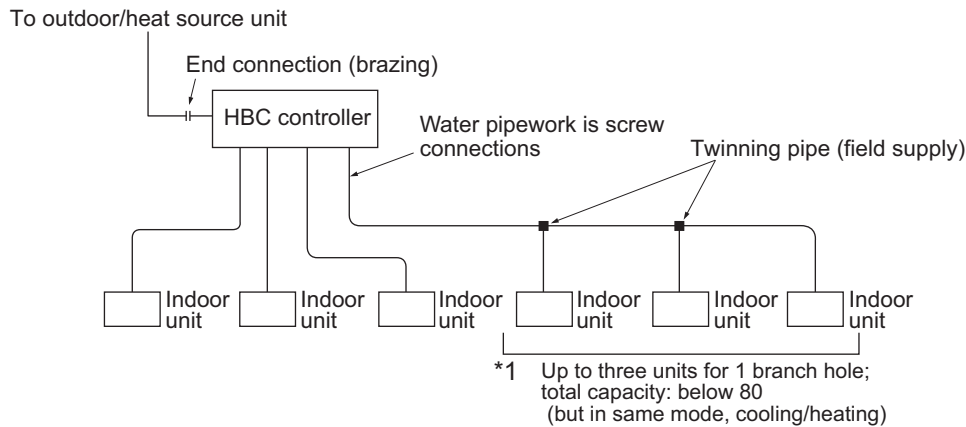 To outdoor/heat source unit
End connection (brazing)
HBC controller
Water pipework is screw
connections
Twinning pipe (field supply)
Indoor
unit
Indoor
unit
Indoor
unit
Indoor
unit
Indoor
unit
Indoor
unit
*1 Up to three units for 1 branch hole;
total capacity: below 80
(but in same mode, cooling/heating)